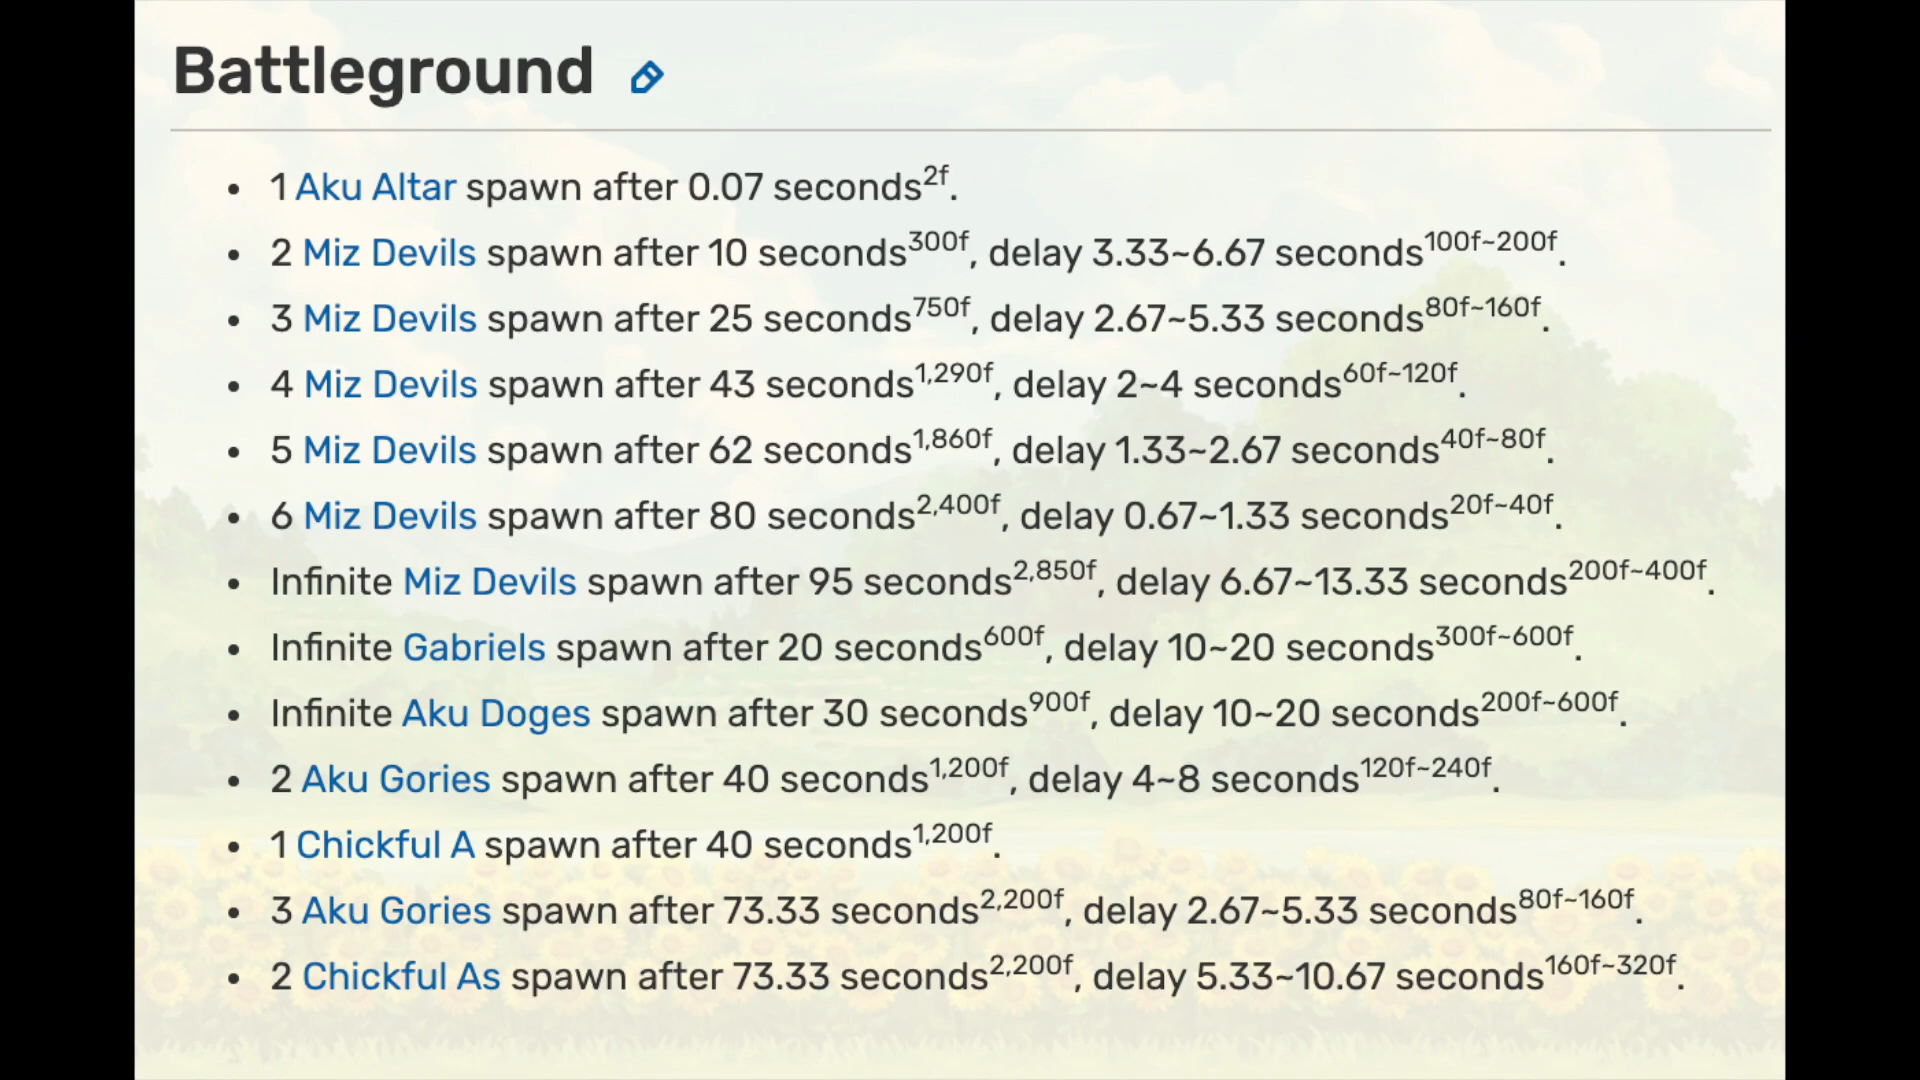 Battleground
• 1 Aku Altar spawn after 0.07 seconds2f.
• 2 Miz Devils spawn after 10 seconds300f, delay 3.33~6.67 seconds100f~200f.
• 3 Miz Devils spawn after 25 seconds750f, delay 2.67~5.33 seconds80f~160f.
• 4 Miz Devils spawn after 43 seconds1,290f, delay 2~4 seconds60f~120f.
• 5 Miz Devils spawn after 62 seconds1,860f, delay 1.33~2.67 seconds40f~80f.
• 6 Miz Devils spawn after 80 seconds2,400f, delay 0.67~1.33 seconds20f~40f.
• Infinite Miz Devils spawn after 95 seconds2,850f, delay 6.67~13.33 seconds200f~400f.
• Infinite Gabriels spawn after 20 seconds600f, delay 10~20 seconds300f~600f.
• Infinite Aku Doges spawn after 30 seconds900f, delay 10~20 seconds200f~600f.
• 2 Aku Gories spawn after 40 seconds1,200f, delay 4~8 seconds120f~240f.
• 1 Chickful A spawn after 40 seconds1,200f.
• 3 Aku Gories spawn after 73.33 seconds2,200f, delay 2.67~5.33 seconds80f~160f.
• 2 Chickful As spawn after 73.33 seconds2,200f, delay 5.33~10.67 seconds160f~320f.